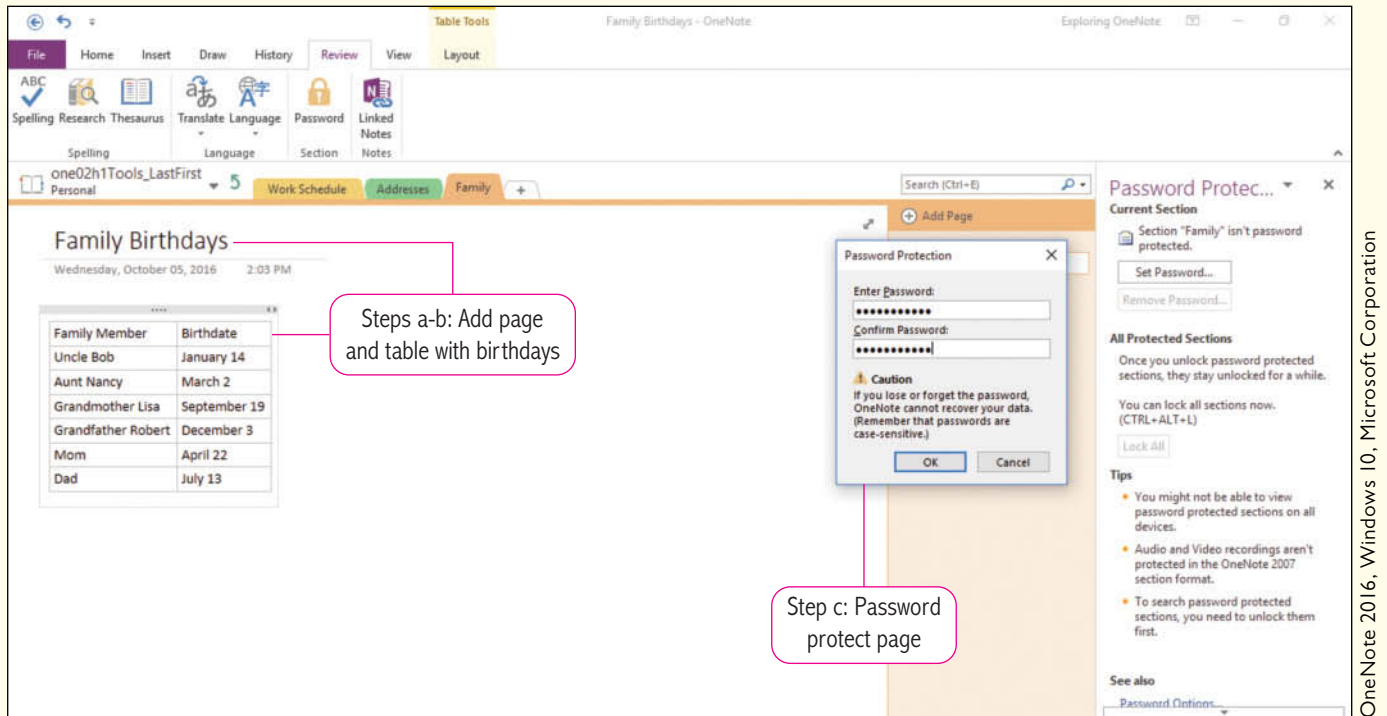 Table Tools
Family Birthdays - OneNote
Exploring OneNote
File Home Insert Draw History Review View Layout
ABC
Spelling Research Thesaurus Translate Language Password Linked Notes
Spelling Language Section Notes
one02h1Tools_LastFirst
Personal
Work Schedule Addresses Family +
Search (Ctrl+E)
Add Page
Family Birthdays
Wednesday, October 05, 2016 2:03 PM
Family Member Birthdate
Uncle Bob January 14
Aunt Nancy March 2
Grandmother Lisa September 19
Grandfather Robert December 3
Mom April 22
Dad July 13
Steps a-b: Add page
and table with birthdays
Password Protection
Enter Password:
•••••••••••
Confirm Password:
•••••••••••
Caution
If you lose or forget the password,
OneNote cannot recover your data.
(Remember that passwords are
case-sensitive.)
OK Cancel
Step c: Password
protect page
Password Protec...
Current Section
Section "Family" isn't password
protected.
Set Password...
Remove Password...
All Protected Sections
Once you unlock password protected
sections, they stay unlocked for a while.
You can lock all sections now.
(CTRL+ALT+L)
Lock All
Tips
• You might not be able to view
password protected sections on all
devices.
• Audio and Video recordings aren't
protected in the OneNote 2007
section format.
• To search password protected
sections, you need to unlock them
first.
See also
Password Options...
OneNote 2016, Windows 10, Microsoft Corporation